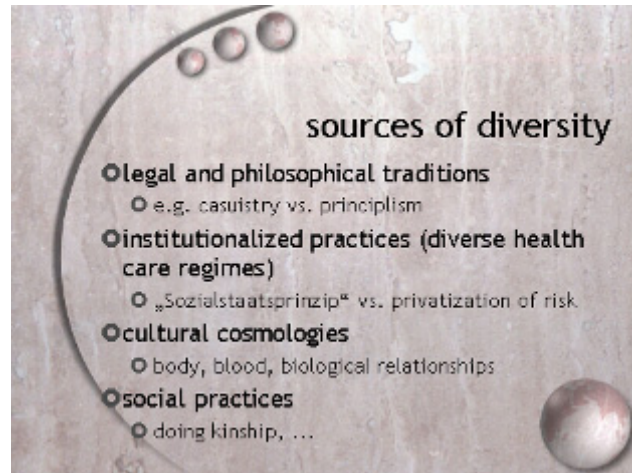 sources of diversity
legal and philosophical traditions
e.g. casuistry vs. principlism
institutionalized practices (diverse health
care regimes)
„Sozialstaatsprinzip“ vs. privatization of risk
cultural cosmologies
body, blood, biological relationships
social practices
doing kinship, ...